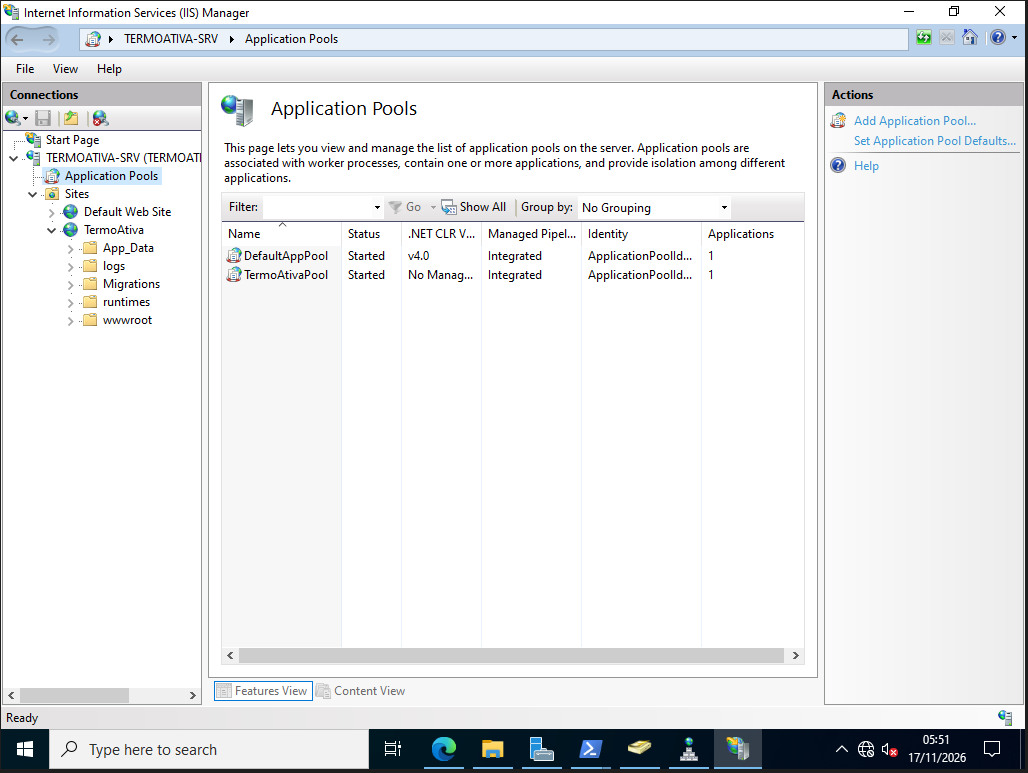 Internet Information Services (IIS) Manager
TERMOATIVA-SRV Application Pools
File View Help
Connections
Start Page
TERMOATIVA-SRV (TERMOATI
Application Pools
Sites
Default Web Site
TermoAtiva
App_Data
logs
Migrations
runtimes
wwwroot
Application Pools
This page lets you view and manage the list of application pools on the server. Application pools are
associated with worker processes, contain one or more applications, and provide isolation among different
applications.
Filter: Go Show All Group by: No Grouping
Name Status .NET CLR V... Managed Pipel... Identity Applications
DefaultAppPool Started v4.0 Integrated ApplicationPoolId... 1
TermoAtivaPool Started No Manag... Integrated ApplicationPoolId... 1
Features View Content View
Actions
Add Application Pool...
Set Application Pool Defaults...
Help
Ready
Type here to search
05:51
17/11/2026